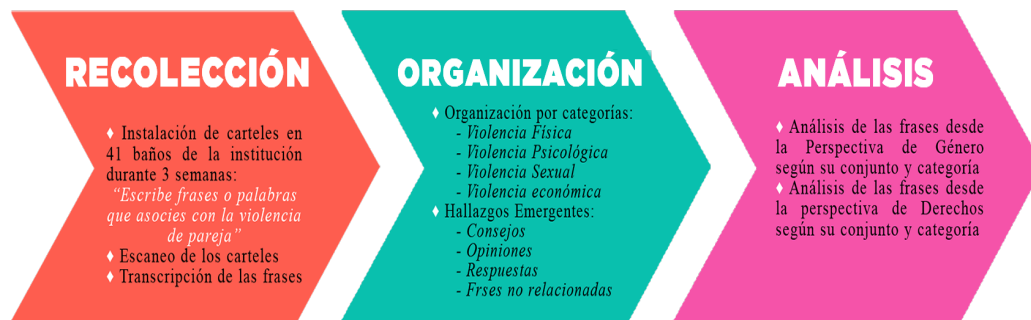 RECOLECCIÓN
♦ Instalación de carteles en
41 baños de la institución
durante 3 semanas:
“Escribe frases o palabras
que asocies con la violencia
de pareja”
♦ Escaneo de los carteles
♦ Transcripción de las frases
ORGANIZACIÓN
♦ Organización por categorías:
- Violencia Física
- Violencia Psicológica
- Violencia Sexual
- Violencia económica
♦ Hallazgos Emergentes:
- Consejos
- Opiniones
- Respuestas
- Frses no relacionadas
ANÁLISIS
♦ Análisis de las frases desde
la Perspectiva de Género
según su conjunto y categoría
♦ Análisis de las frases desde
la perspectiva de Derechos
según su conjunto y categoría